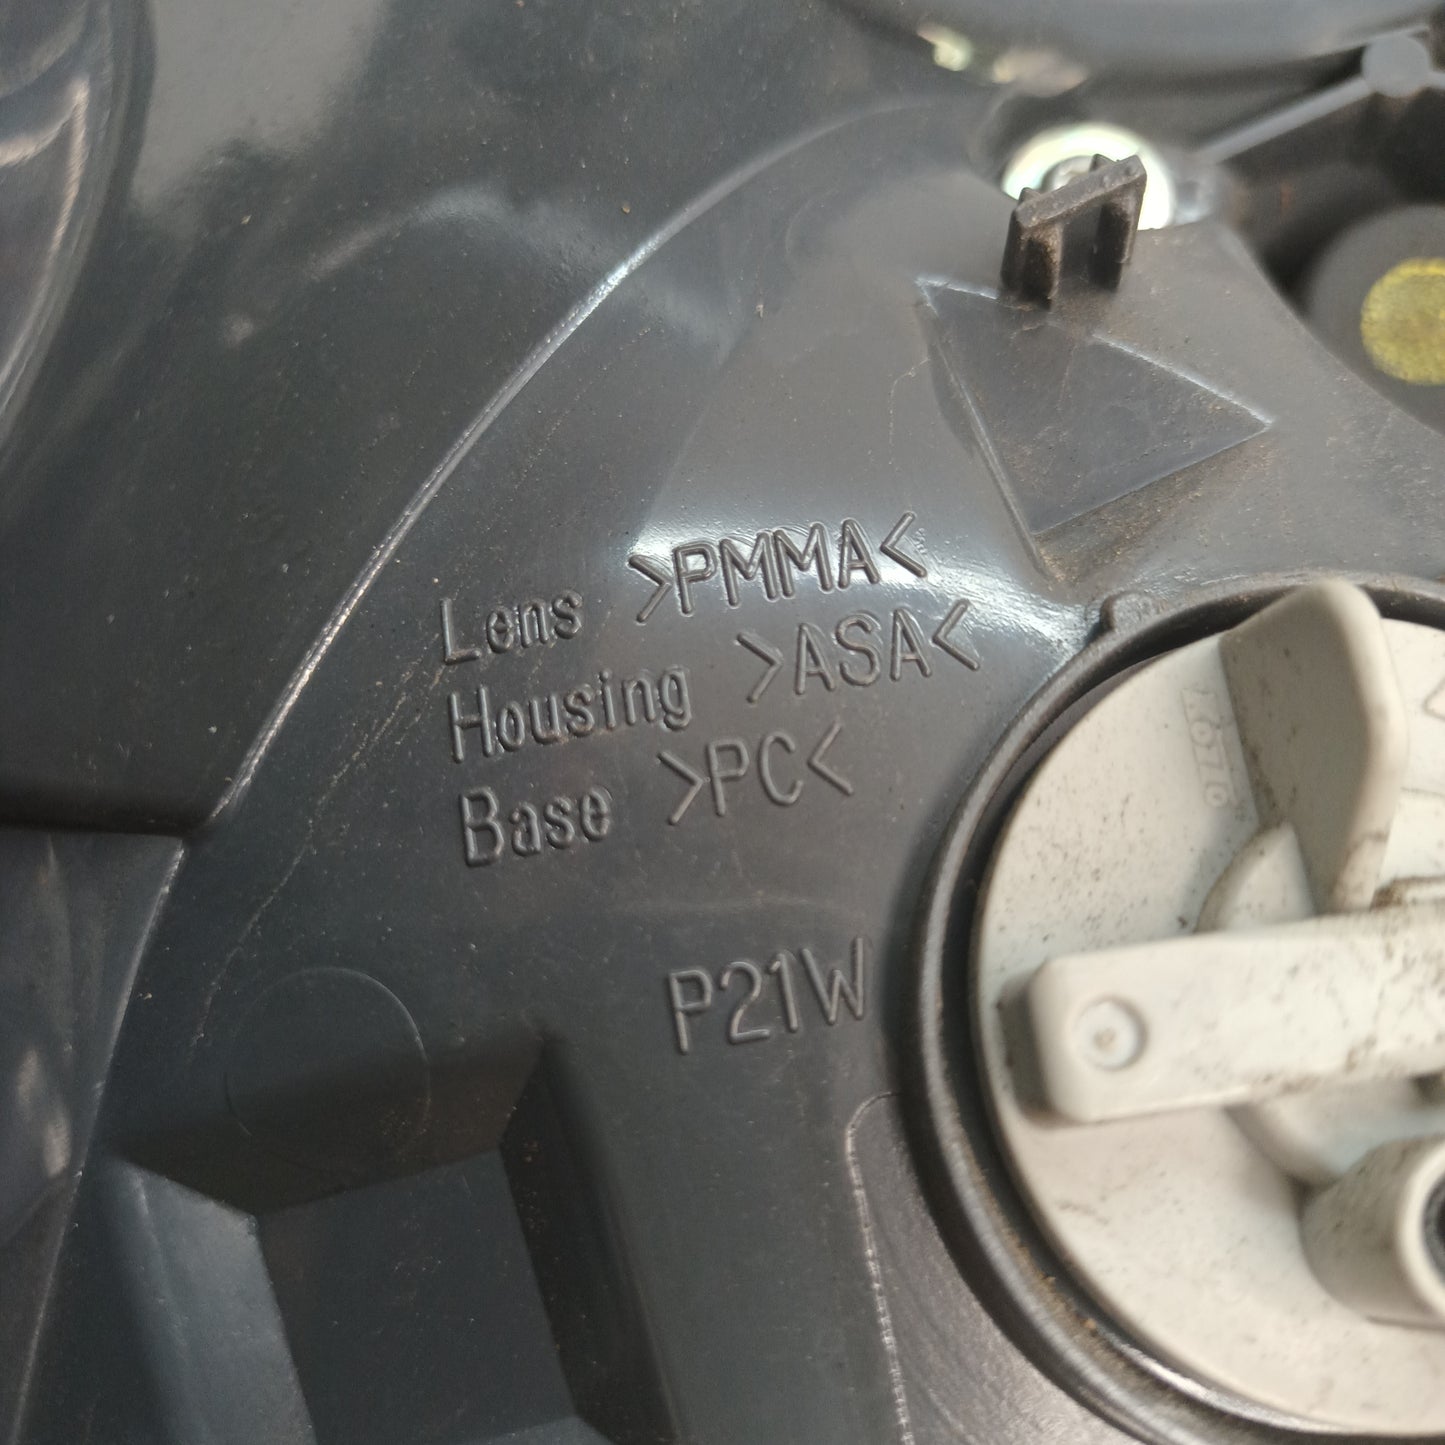 Lens >PMMA<
Housing >ASA<
Base >PC<
P21W